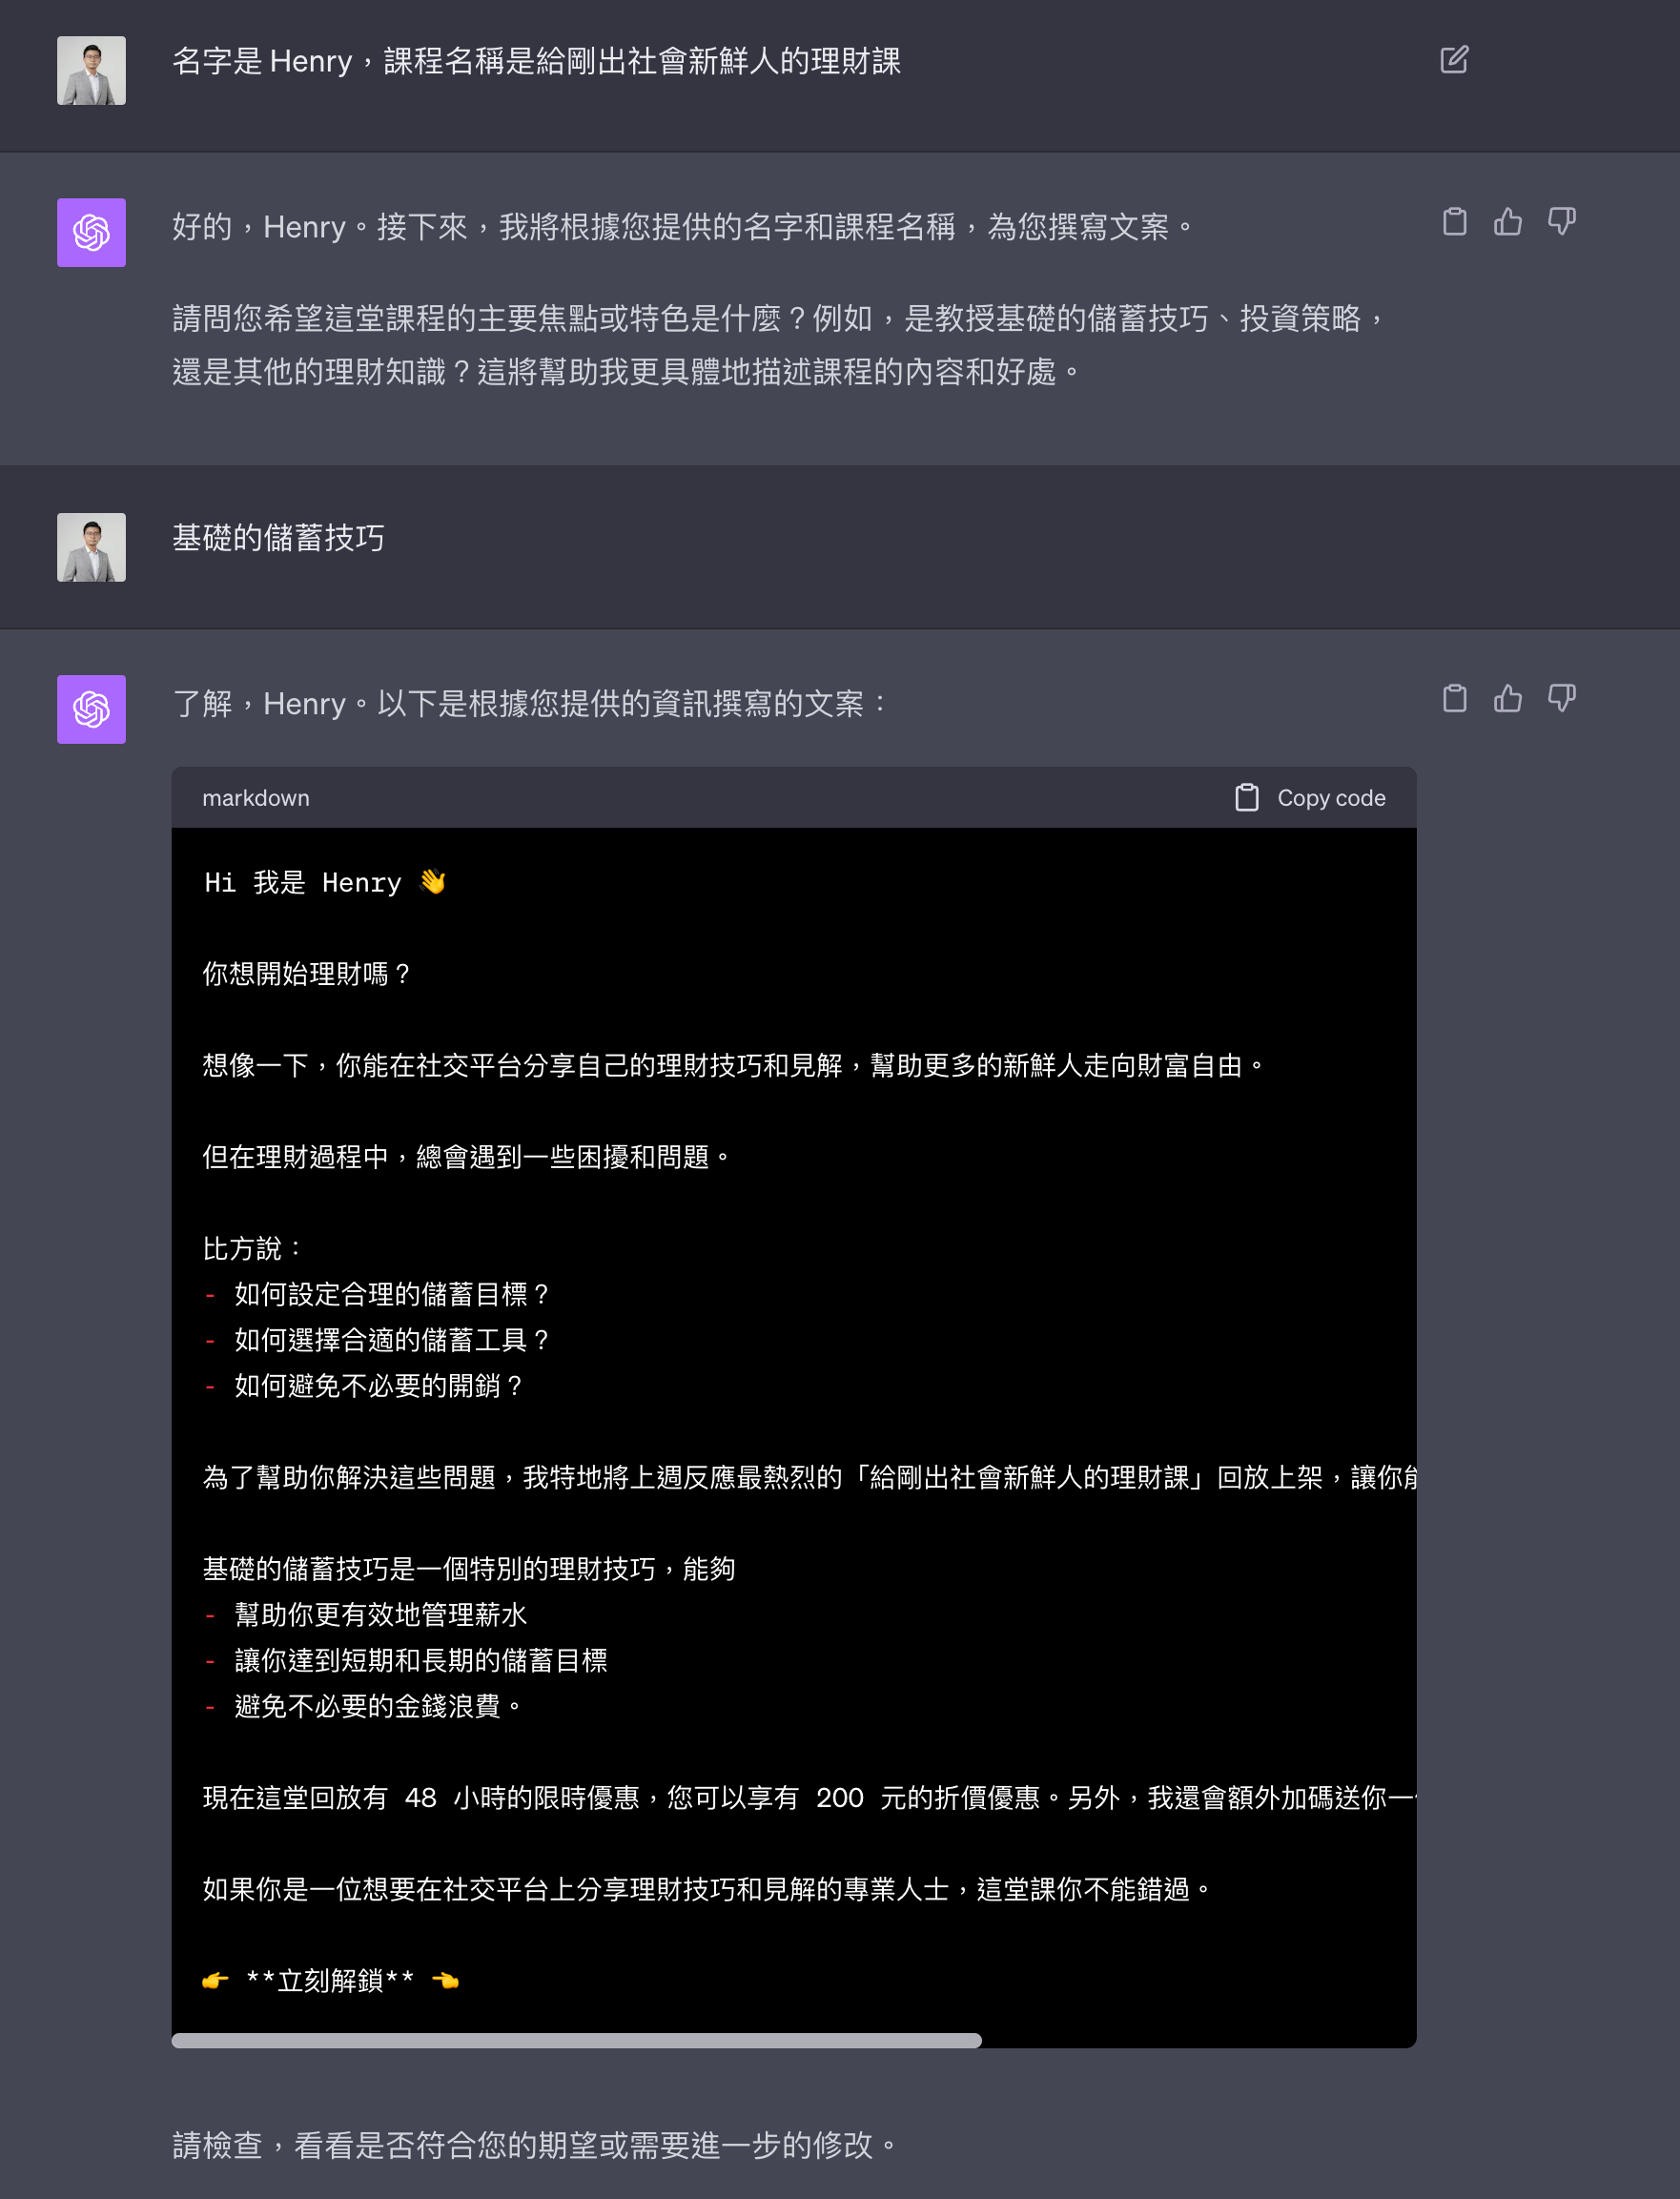 名字是 Henry，課程名稱是給剛出社會新鮮人的理財課
好的，Henry。接下來，我將根據您提供的名字和課程名稱，為您撰寫文案。
請問您希望這堂課程的主要焦點或特色是什麼？例如，是教授基礎的儲蓄技巧、投資策略，
還是其他的理財知識？這將幫助我更具體地描述課程的內容和好處。
基礎的儲蓄技巧
了解，Henry。以下是根據您提供的資訊撰寫的文案：
markdown
Copy code
Hi 我是 Henry 👋
你想開始理財嗎？
想像一下，你能在社交平台分享自己的理財技巧和見解，幫助更多的新鮮人走向財富自由。
但在理財過程中，總會遇到一些困擾和問題。
比方說：
- 如何設定合理的儲蓄目標？
- 如何選擇合適的儲蓄工具？
- 如何避免不必要的開銷？
為了幫助你解決這些問題，我特地將上週反應最熱烈的「給剛出社會新鮮人的理財課」回放上架，讓你
基礎的儲蓄技巧是一個特別的理財技巧，能夠
- 幫助你更有效地管理薪水
- 讓你達到短期和長期的儲蓄目標
- 避免不必要的金錢浪費。
現在這堂回放有 48 小時的限時優惠，您可以享有 200 元的折價優惠。另外，我還會額外加碼送你一
如果你是一位想要在社交平台上分享理財技巧和見解的專業人士，這堂課你不能錯過。
👉 **立刻解鎖** 👈
請檢查，看看是否符合您的期望或需要進一步的修改。